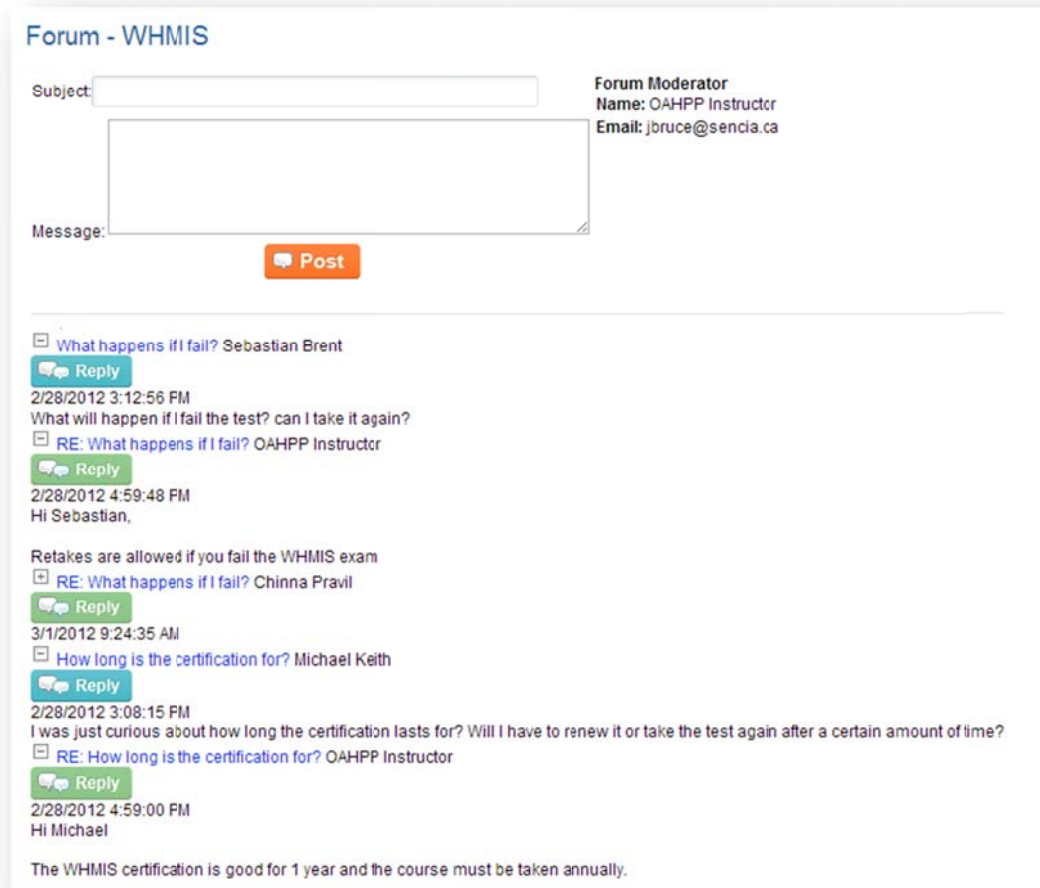 Forum - WHMIS
Subject:
Forum Moderator
Name: OAHPP Instructor
Email: jbruce@sencia.ca
Message:
Post
What happens if I fail? Sebastian Brent
Reply
2/28/2012 3:12:56 PM
What will happen if I fail the test? can I take it again?
RE: What happens if I fail? OAHPP Instructor
Reply
2/28/2012 4:59:48 PM
Hi Sebastian,
Retakes are allowed if you fail the WHMIS exam
RE: What happens if I fail? Chinna Pravil
Reply
3/1/2012 9:24:35 AM
How long is the certification for? Michael Keith
Reply
2/28/2012 3:08:15 PM
I was just curious about how long the certification lasts for? Will I have to renew it or take the test again after a certain amount of time?
RE: How long is the certification for? OAHPP Instructor
Reply
2/28/2012 4:59:00 PM
Hi Michael
The WHMIS certification is good for 1 year and the course must be taken annually.